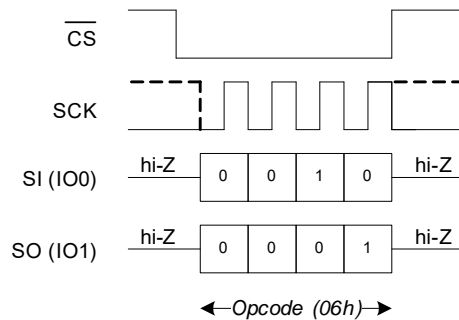 CS
SCK
hi-Z 0 0 1 0 hi-Z
SI (IO0)
hi-Z 0 0 0 1 hi-Z
SO (IO1)
Opcode (06h)